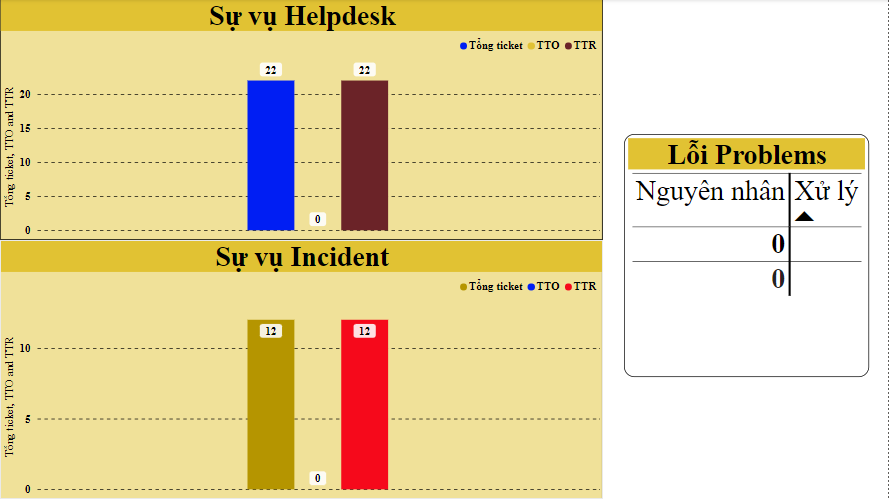 Sự vụ Helpdesk
Tổng ticket TTO TTR
Tổng ticket, TTO and TTR
20
15
10
5
0
22
0
22
Sự vụ Incident
Tổng ticket TTO TTR
Tổng ticket, TTO and TTR
10
5
0
12
0
12
Lỗi Problems
Nguyên nhân Xử lý
0
0